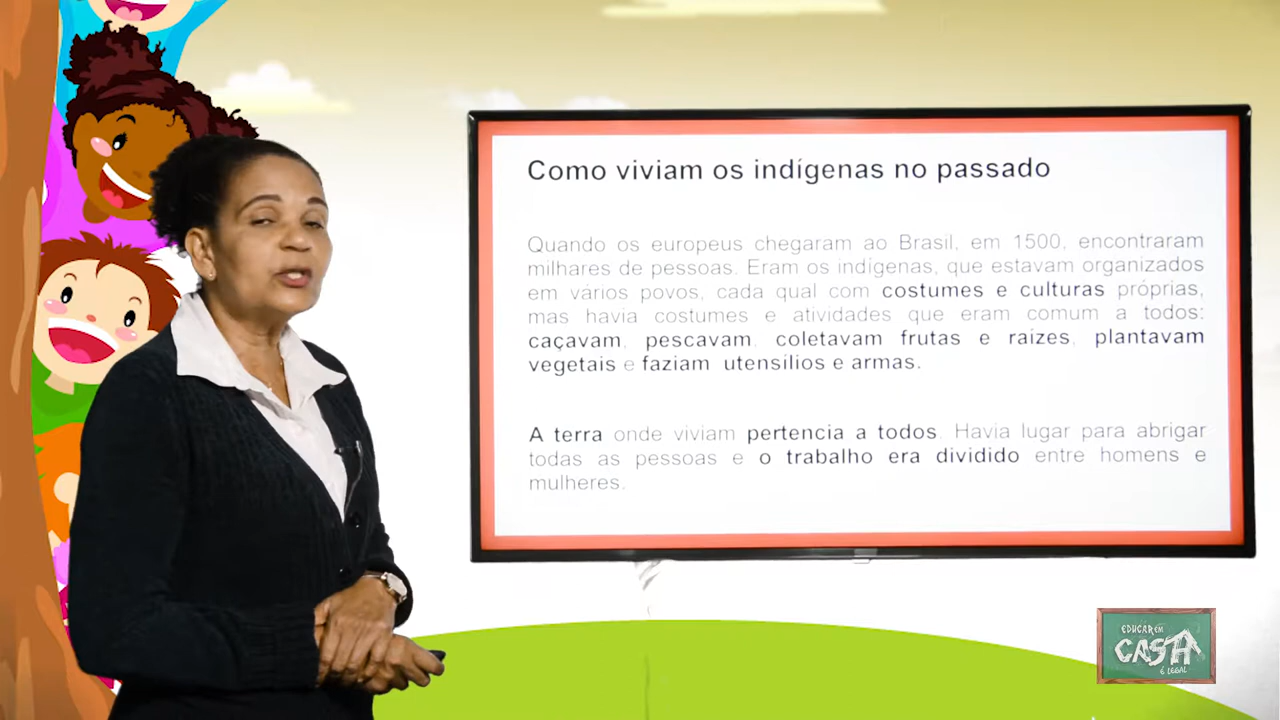 Como viviam os indígenas no passado
Quando os europeus chegaram ao Brasil, em 1500, encontraram
milhares de pessoas. Eram os indígenas, que estavam organizados
em vários povos, cada qual com costumes e culturas próprias,
mas havia costumes e atividades que eram comum a todos:
caçavam, pescavam, coletavam frutas e raízes, plantavam
vegetais e faziam utensílios e armas.
A terra onde viviam pertencia a todos. Havia lugar para abrigar
todas as pessoas e o trabalho era dividido entre homens e
mulheres.
EDUCAR EM
CASA
É LEGAL